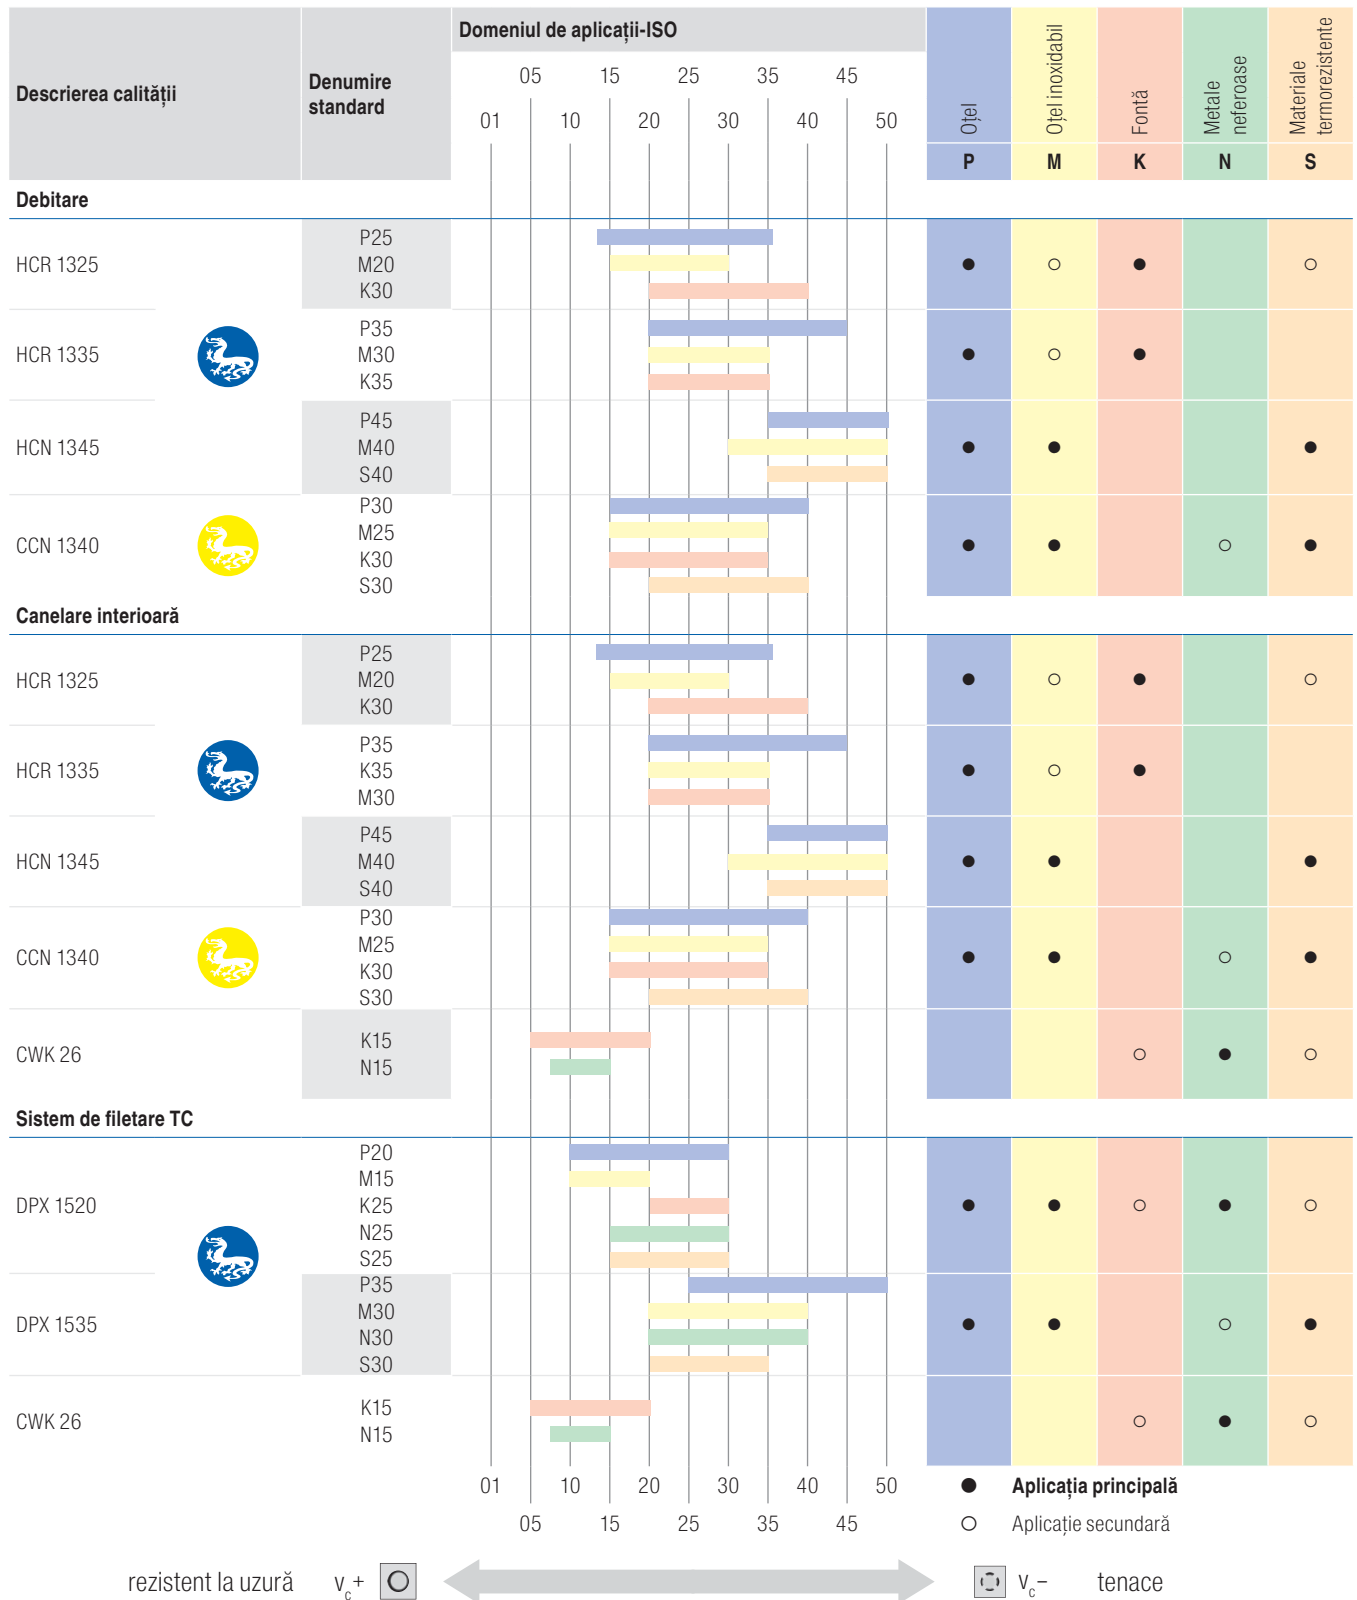 Descrierea calității
Denumire
standard
Domeniul de aplicații-ISO
05 15 25 35 45
01 10 20 30 40 50
Oțel
Oțel inoxidabil
Fontă
Metale
neferoase
Materiale
termorezistente
P M K N S
Debitare
HCR 1325
P25
M20
K30
HCR 1335
P35
M30
K35
HCN 1345
P45
M40
S40
CCN 1340
P30
M25
K30
S30
Canelare interioară
HCR 1325
P25
M20
K30
HCR 1335
P35
K35
M30
HCN 1345
P45
M40
S40
CCN 1340
P30
M25
K30
S30
CWK 26
K15
N15
Sistem de filetare TC
DPX 1520
P20
M15
K25
N25
S25
DPX 1535
P35
M30
N30
S30
CWK 26
K15
N15
01 10 20 30 40 50
05 15 25 35 45
● Aplicația principală
○ Aplicație secundară
rezistent la uzură vc+
vc– tenace